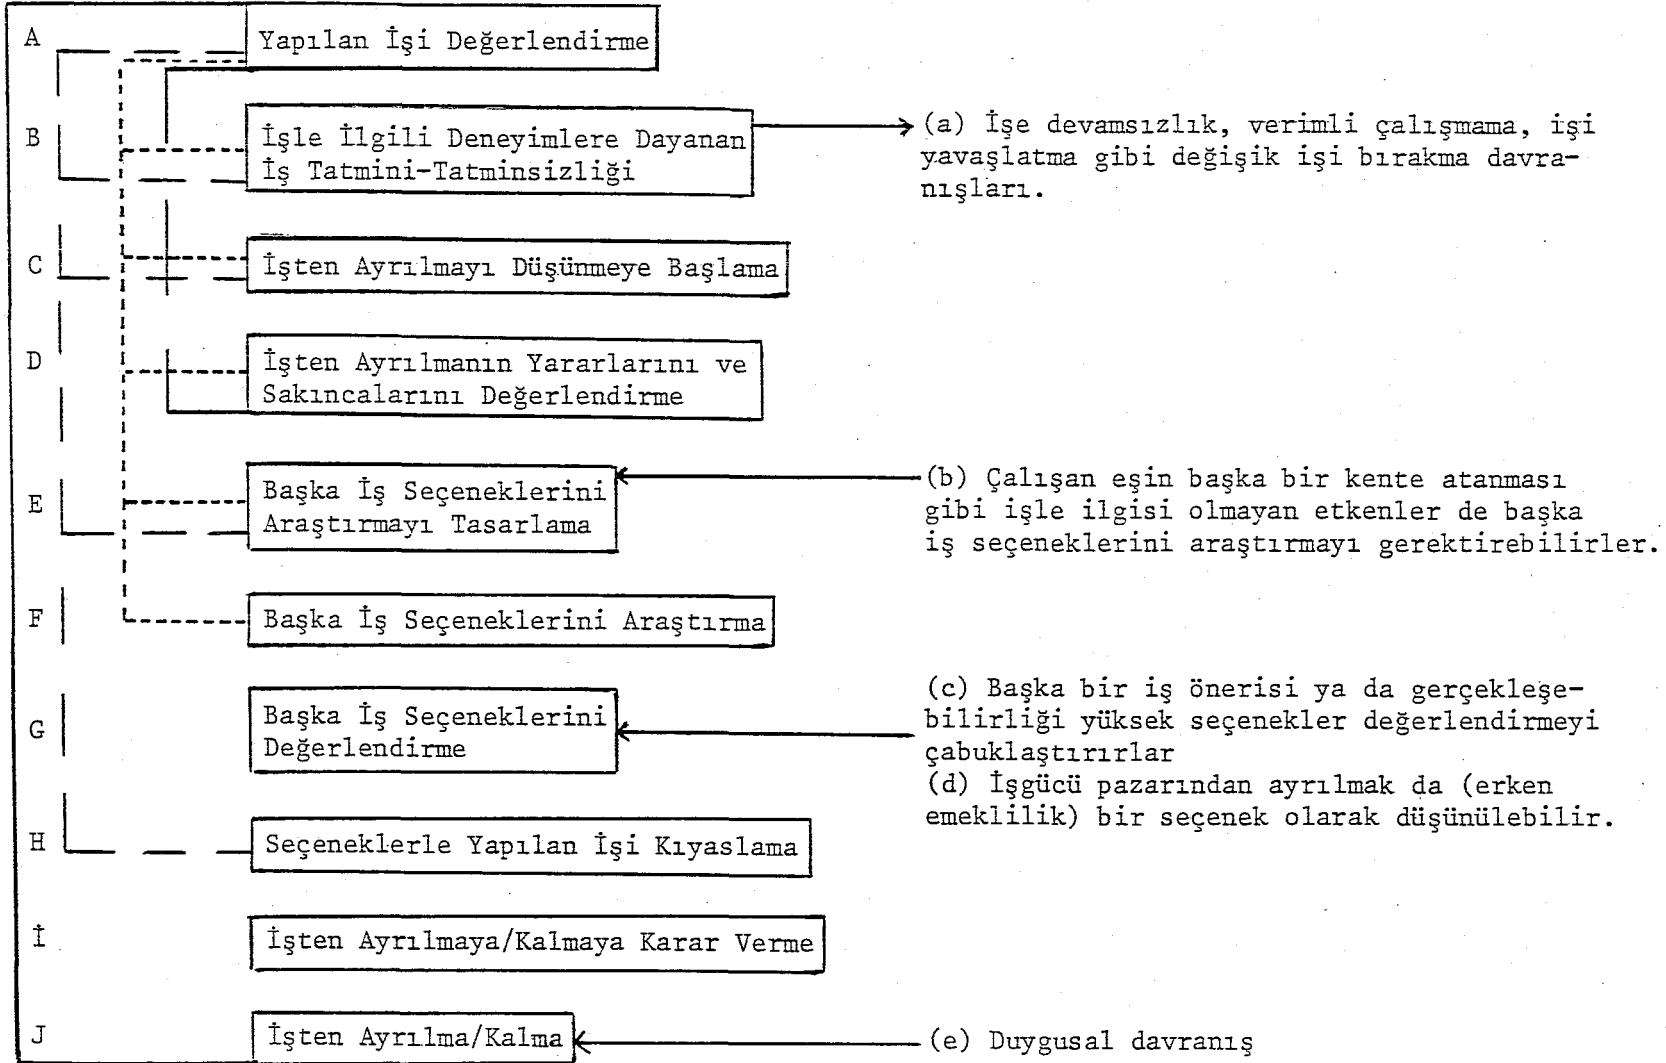 A
Yapılan İşi Değerlendirme
B
İşle İlgili Deneyimlere Dayanan
İş Tatmini-Tatminsizliği
(a) İşe devamsızlık, verimli çalışmama, işi
yavaşlatma gibi değişik işi bırakma davra-
nışları.
C
İşten Ayrılmayı Düşünmeye Başlama
D
İşten Ayrılmanın Yararlarını ve
Sakıncalarını Değerlendirme
E
Başka İş Seçeneklerini
Araştırmayı Tasarlama
(b) Çalışan eşin başka bir kente atanması
gibi işle ilgisi olmayan etkenler de başka
iş seçeneklerini araştırmayı gerektirebilirler.
F
Başka İş Seçeneklerini Araştırma
G
Başka İş Seçeneklerini
Değerlendirme
(c) Başka bir iş önerisi ya da gerçekleşe-
bilirliği yüksek seçenekler değerlendirmeyi
çabuklaştırırlar
(d) İşgücü pazarından ayrılmak da (erken
emeklilik) bir seçenek olarak düşünülebilir.
H
Seçeneklerle Yapılan İşi Kıyaslama
İ
İşten Ayrılmaya/Kalmaya Karar Verme
J
İşten Ayrılma/Kalma
(e) Duygusal davranış